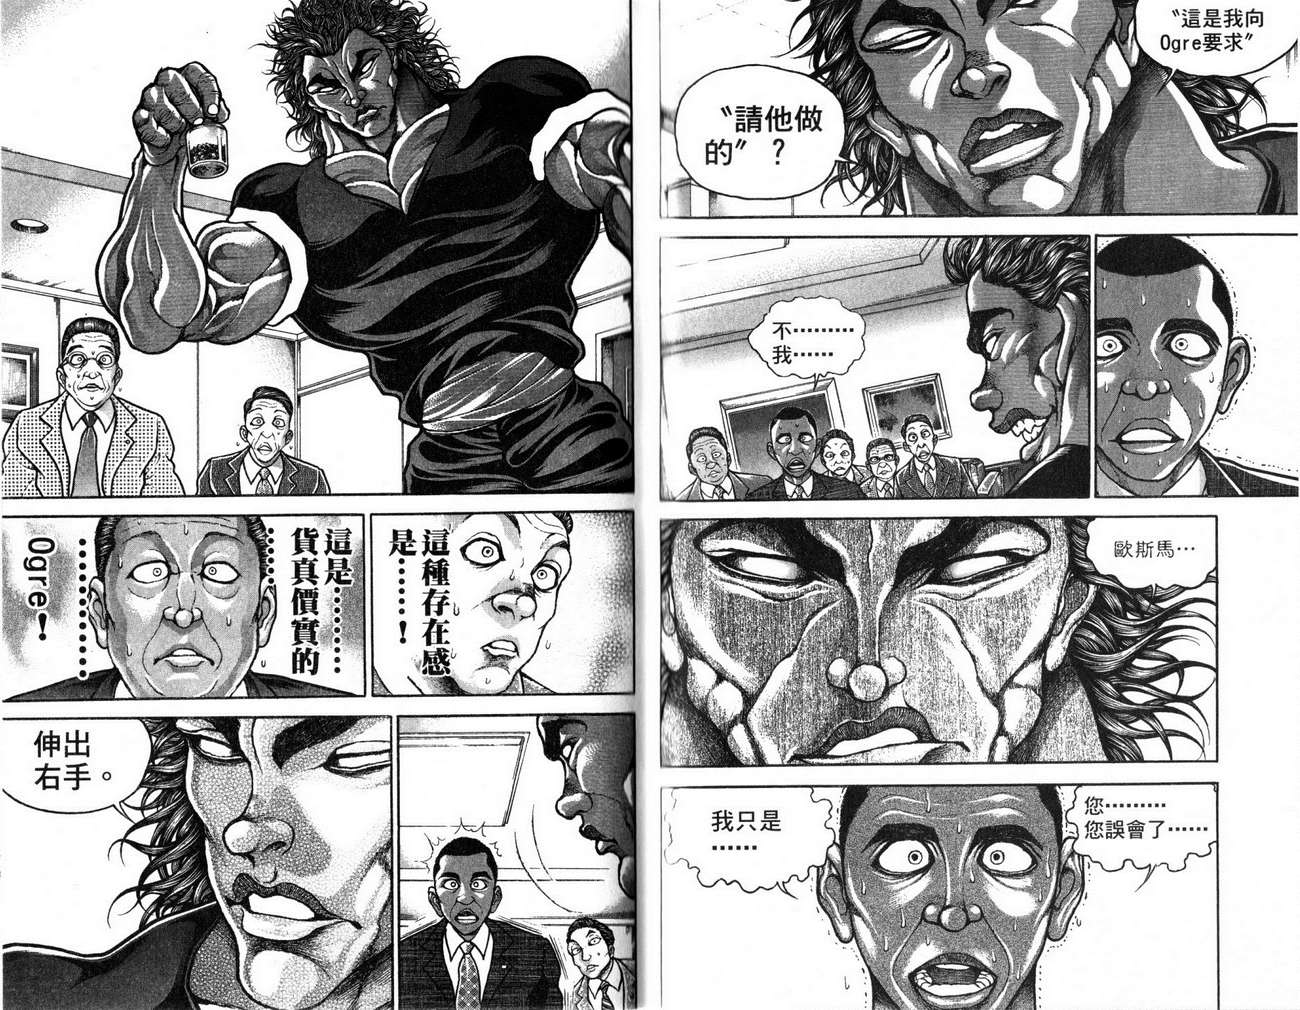 〝這是我向
Ogre要求〞
〝請他做
的〞？
不………
我……
歐斯馬…
您………
您誤會了……
我只是
……
這種存在感
是……！
這是………
貨真價實的
……
………
Ogre！
伸出
右手。